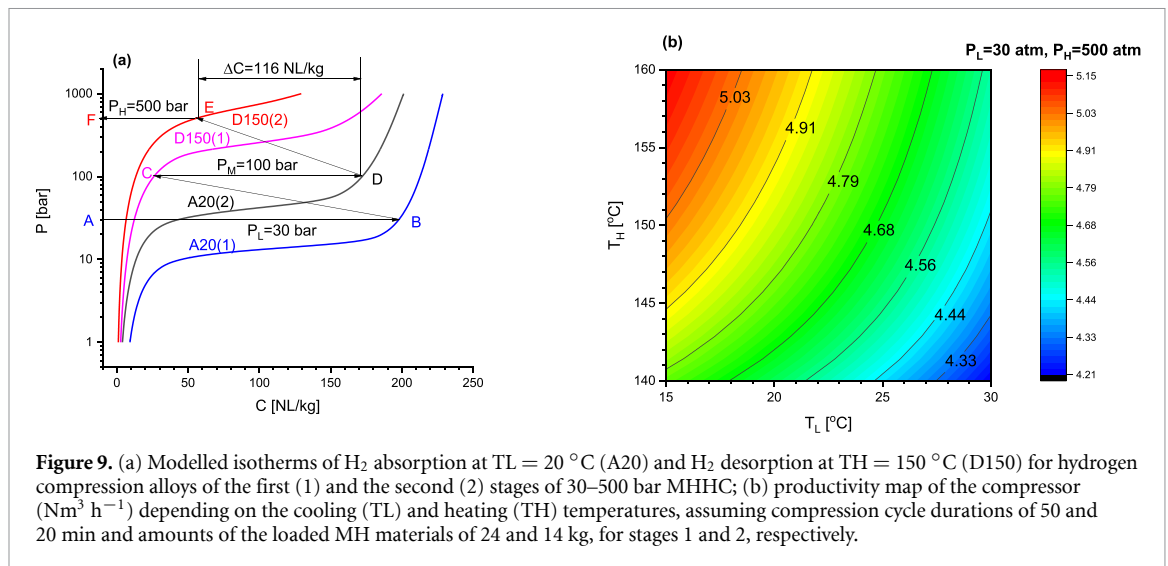 (a)
ΔC=116 NL/kg
1000
P_H=500 bar
E
F
D150(2)
D150(1)
100
C
P_M=100 bar
D
A20(2)
A
B
P_L=30 bar
A20(1)
10
1
P [bar]
0 50 100 150 200 250
C [NL/kg]
(b)
P_L=30 atm, P_H=500 atm
160
155
150
145
140
T_H [°C]
5.03
4.91
4.79
4.68
4.56
4.44
4.33
15 20 25 30
T_L [°C]
5.15
5.03
4.91
4.79
4.68
4.56
4.44
4.33
4.21
Figure 9. (a) Modelled isotherms of H₂ absorption at TL = 20 °C (A20) and H₂ desorption at TH = 150 °C (D150) for hydrogen
compression alloys of the first (1) and the second (2) stages of 30–500 bar MHHC; (b) productivity map of the compressor
(Nm³ h⁻¹) depending on the cooling (TL) and heating (TH) temperatures, assuming compression cycle durations of 50 and
20 min and amounts of the loaded MH materials of 24 and 14 kg, for stages 1 and 2, respectively.